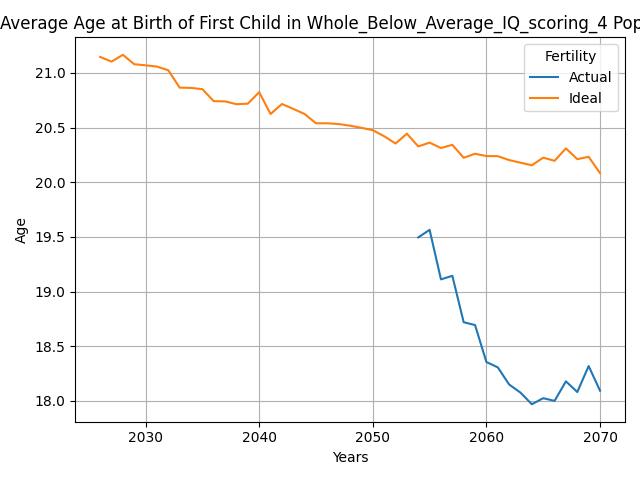 Average Age at Birth of First Child in Whole_Below_Average_IQ_scoring_4 Pop
Fertility
Actual
Ideal
21.0
20.5
20.0
19.5
19.0
18.5
18.0
Age
2030 2040 2050 2060 2070
Years